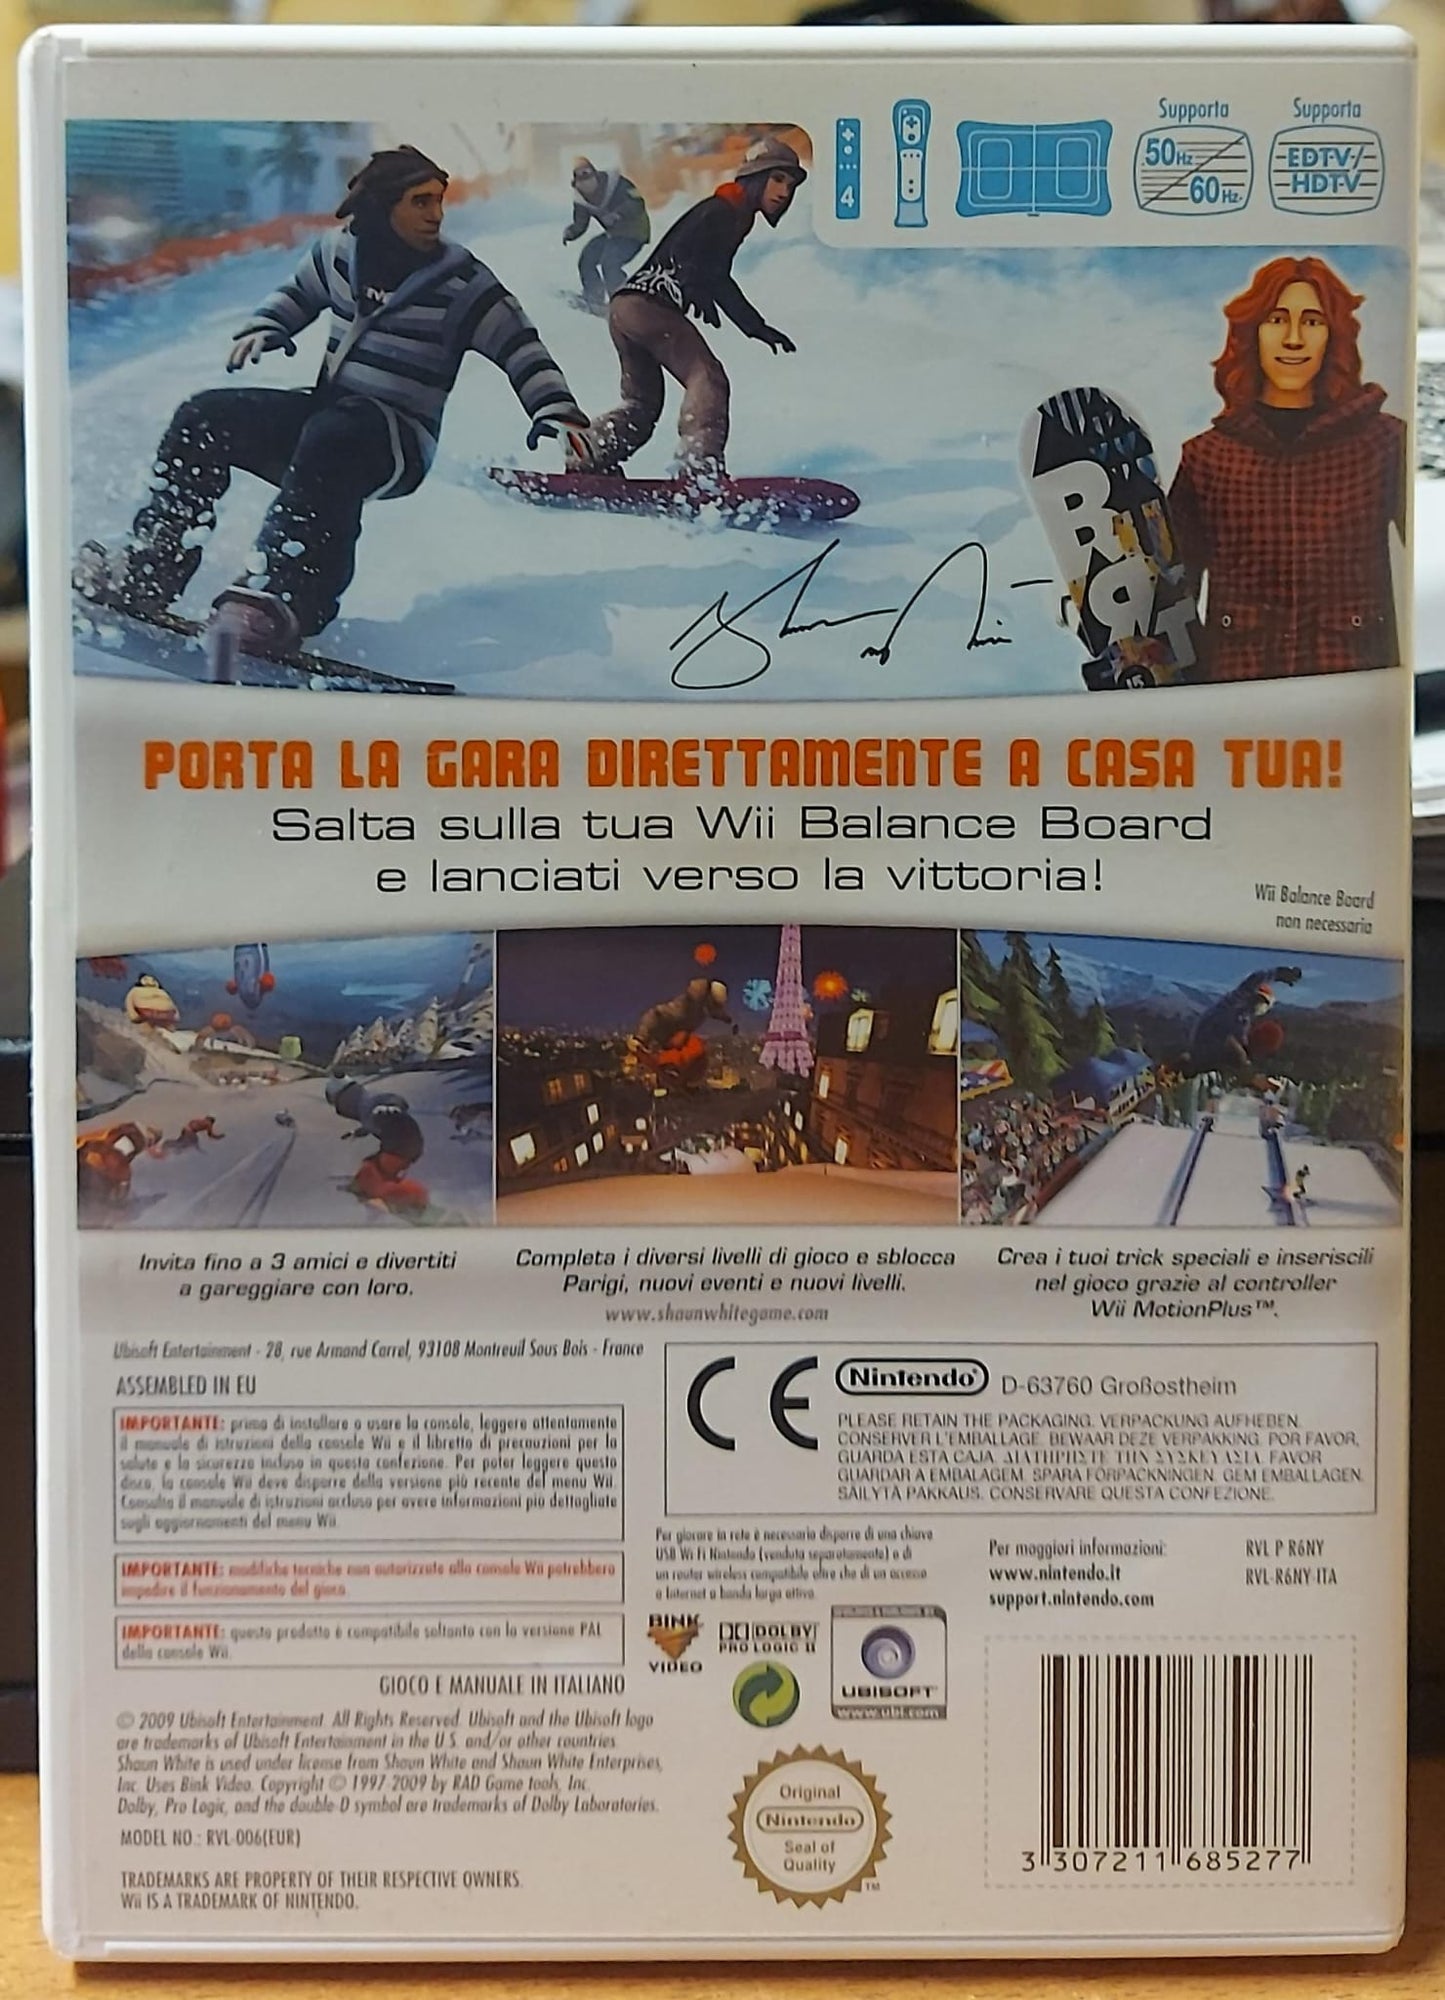 Supporta
50Hz
60Hz
Supporta
EDTV/
HDTV
4
BURT
15
PORTA LA GARA DIRETTAMENTE A CASA TUA!
Salta sulla tua Wii Balance Board
e lanciati verso la vittoria!
Wii Balance Board
non necessaria
Invita fino a 3 amici e divertiti
a gareggiare con loro.
Completa i diversi livelli di gioco e sblocca
Parigi, nuovi eventi e nuovi livelli.
www.shaunwhitegame.com
Crea i tuoi trick speciali e inseriscili
nel gioco grazie al controller
Wii MotionPlus™.
Ubisoft Entertainment - 28, rue Armand Carrel, 93108 Montreuil Sous Bois - France
ASSEMBLED IN EU
IMPORTANTE: prima di installare o usare la console, leggere attentamente
il manuale di istruzioni della console Wii e il libretto di precauzioni per la
salute e la sicurezza incluso in questa confezione. Per poter leggere questo
disco, la console Wii deve disporre della versione più recente del menu Wii.
Consulta il manuale di istruzioni accluso per avere informazioni più dettagliate
sugli aggiornamenti del menu Wii.
IMPORTANTE: modifiche tecniche non autorizzate alla console Wii potrebbero
impedire il funzionamento del gioco.
IMPORTANTE: questo prodotto è compatibile soltanto con la versione PAL
della console Wii.
GIOCO E MANUALE IN ITALIANO
© 2009 Ubisoft Entertainment. All Rights Reserved. Ubisoft and the Ubisoft logo
are trademarks of Ubisoft Entertainment in the U.S. and/or other countries.
Shaun White is used under license from Shaun White and Shaun White Enterprises,
Inc. Uses Bink Video. Copyright © 1997-2009 by RAD Game tools, Inc.
Dolby, Pro Logic, and the double-D symbol are trademarks of Dolby Laboratories.
MODEL NO.: RVL-006(EUR)
TRADEMARKS ARE PROPERTY OF THEIR RESPECTIVE OWNERS.
Wii IS A TRADEMARK OF NINTENDO.
CE
Nintendo® D-63760 Großostheim
PLEASE RETAIN THE PACKAGING. VERPACKUNG AUFHEBEN.
CONSERVER L'EMBALLAGE. BEWAAR DEZE VERPAKKING. POR FAVOR,
GUARDA ESTA CAJA. ΔΙΑΤΗΡΗΣΤΕ ΤΗΝ ΣΥΣΚΕΥΑΣΙΑ. FAVOR
GUARDAR A EMBALAGEM. SPARA FÖRPACKNINGEN. GEM EMBALLAGEN.
SÄILYTÄ PAKKAUS. CONSERVARE QUESTA CONFEZIONE.
Per giocare in rete è necessario disporre di una chiave
USB Wi-Fi Nintendo (venduta separatamente) o di
un router wireless compatibile oltre che di un accesso
a Internet a banda larga attivo.
Per maggiori informazioni:
www.nintendo.it
support.nintendo.com
RVL P R6NY
RVL-R6NY-ITA
BINK
VIDEO
DOLBY
PRO LOGIC II
UBISOFT
www.ubi.com
Original
Nintendo
Seal of
Quality
TM
3 307211 685277